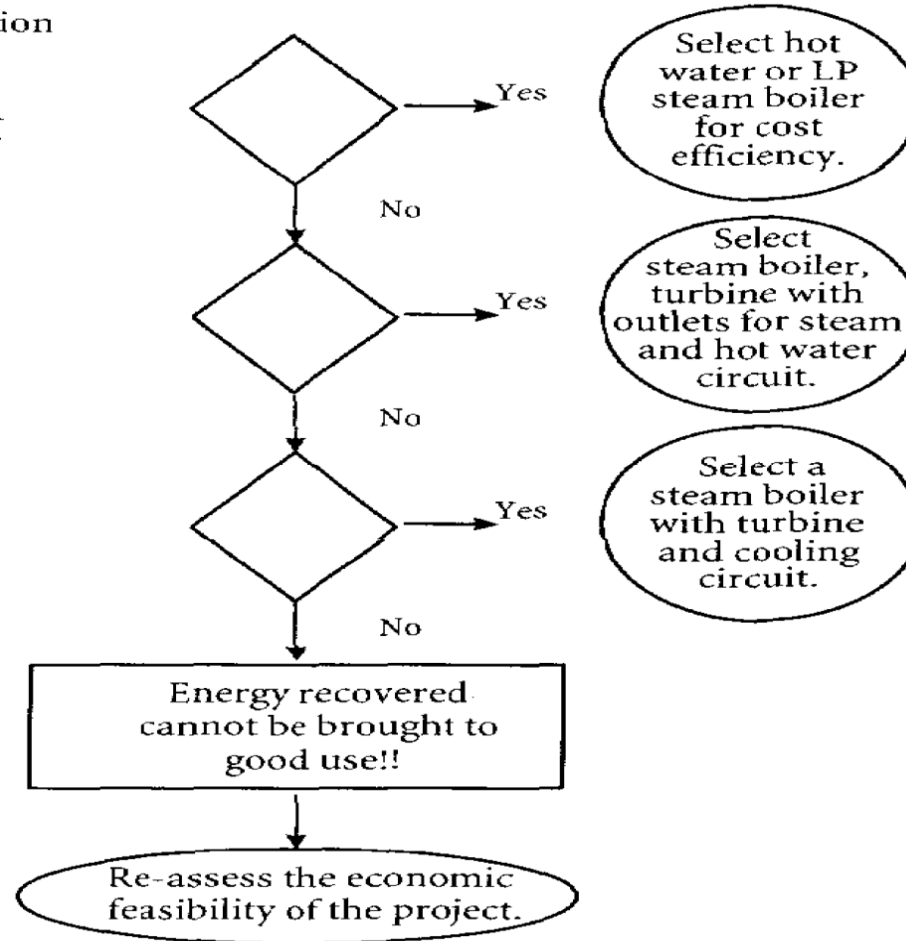 ion
Yes
Select hot
water or LP
steam boiler
for cost
efficiency.
No
Yes
Select
steam boiler,
turbine with
outlets for steam
and hot water
circuit.
No
Yes
Select a
steam boiler
with turbine
and cooling
circuit.
No
Energy recovered
cannot be brought to
good use!!
Re-assess the economic
feasibility of the project.